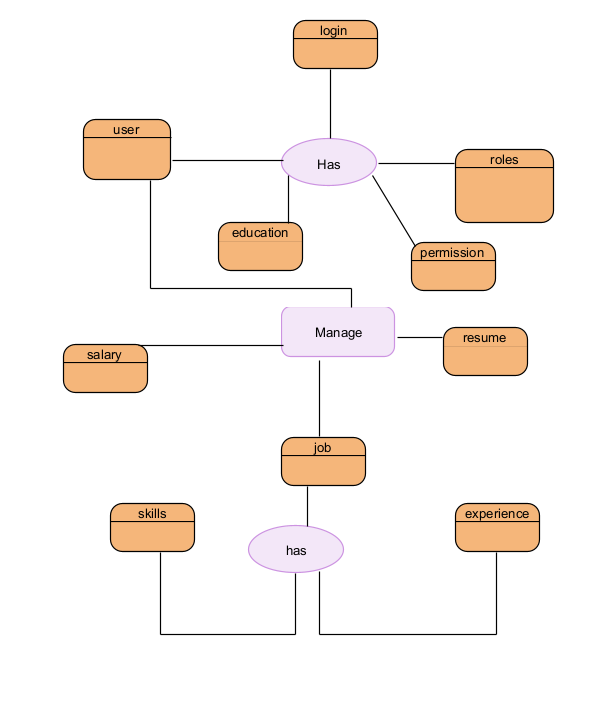 login
user
Has
roles
education
permission
Manage
resume
salary
job
skills
experience
has